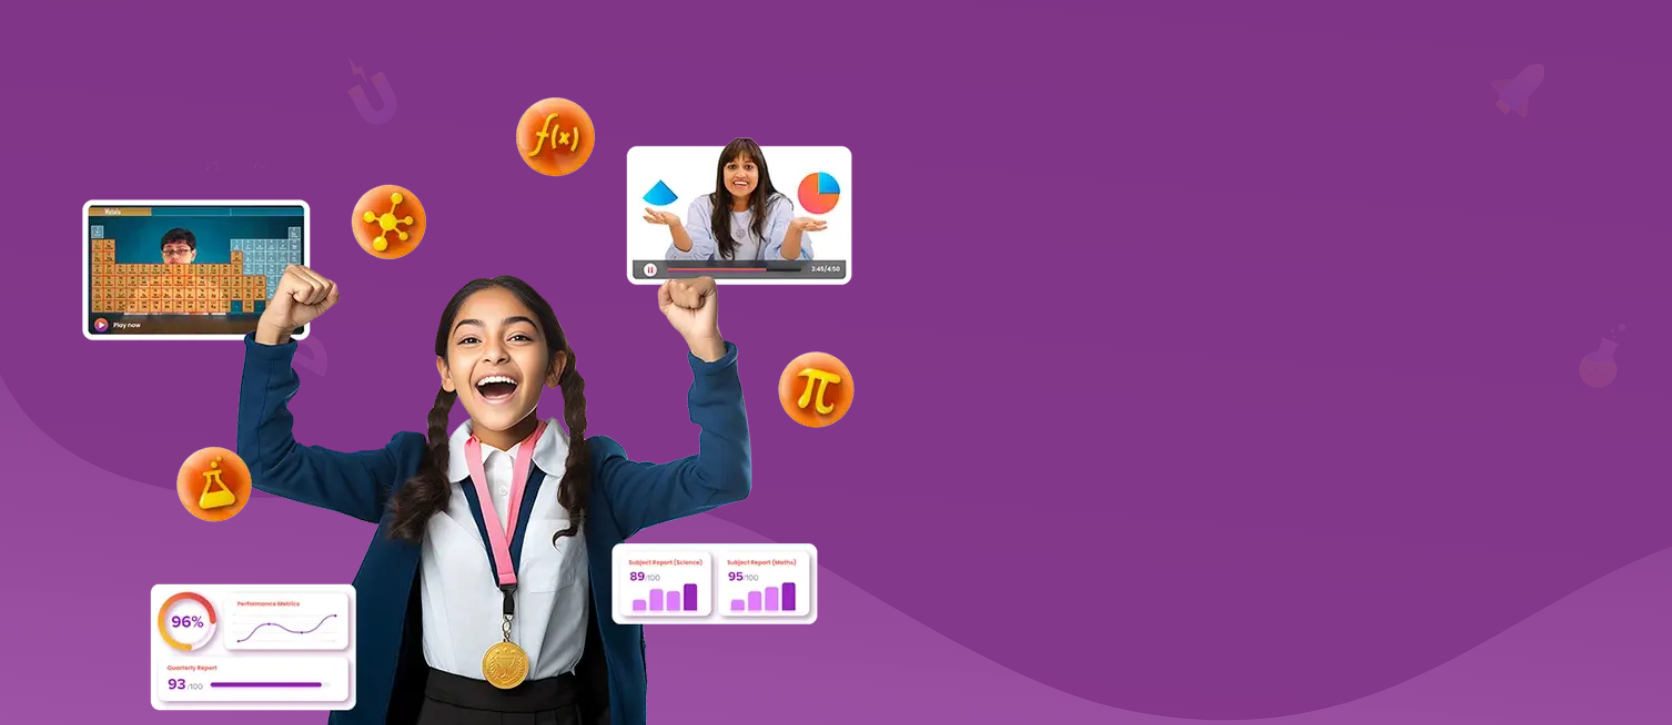 f(x)
Metals
Play now
3:45/4:50
π
Subject Report (Science)
89/100
Subject Report (Maths)
95/100
96%
Performance Metrics
Quarterly Report
93/100